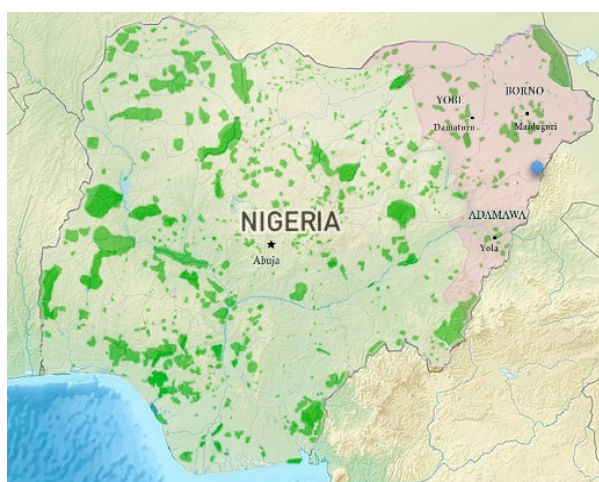 BORNO
YOBE
Damaturu
Maiduguri
ADAMAWA
NIGERIA
Yola
Abuja